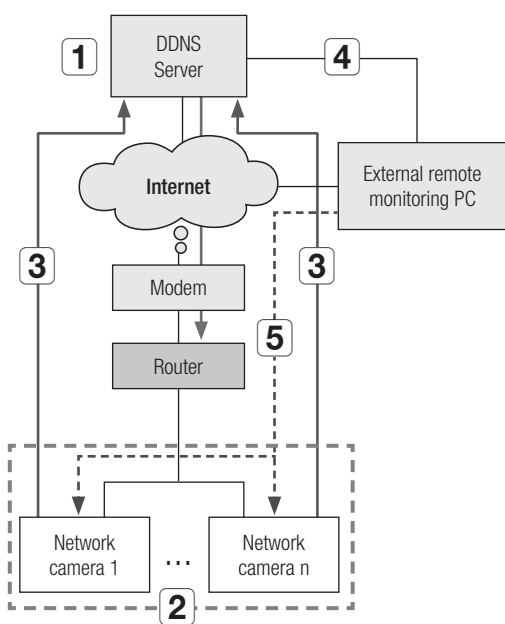 1
DDNS
Server
4
Internet
External remote
monitoring PC
3
3
Modem
5
Router
Network
camera 1
...
Network
camera n
2